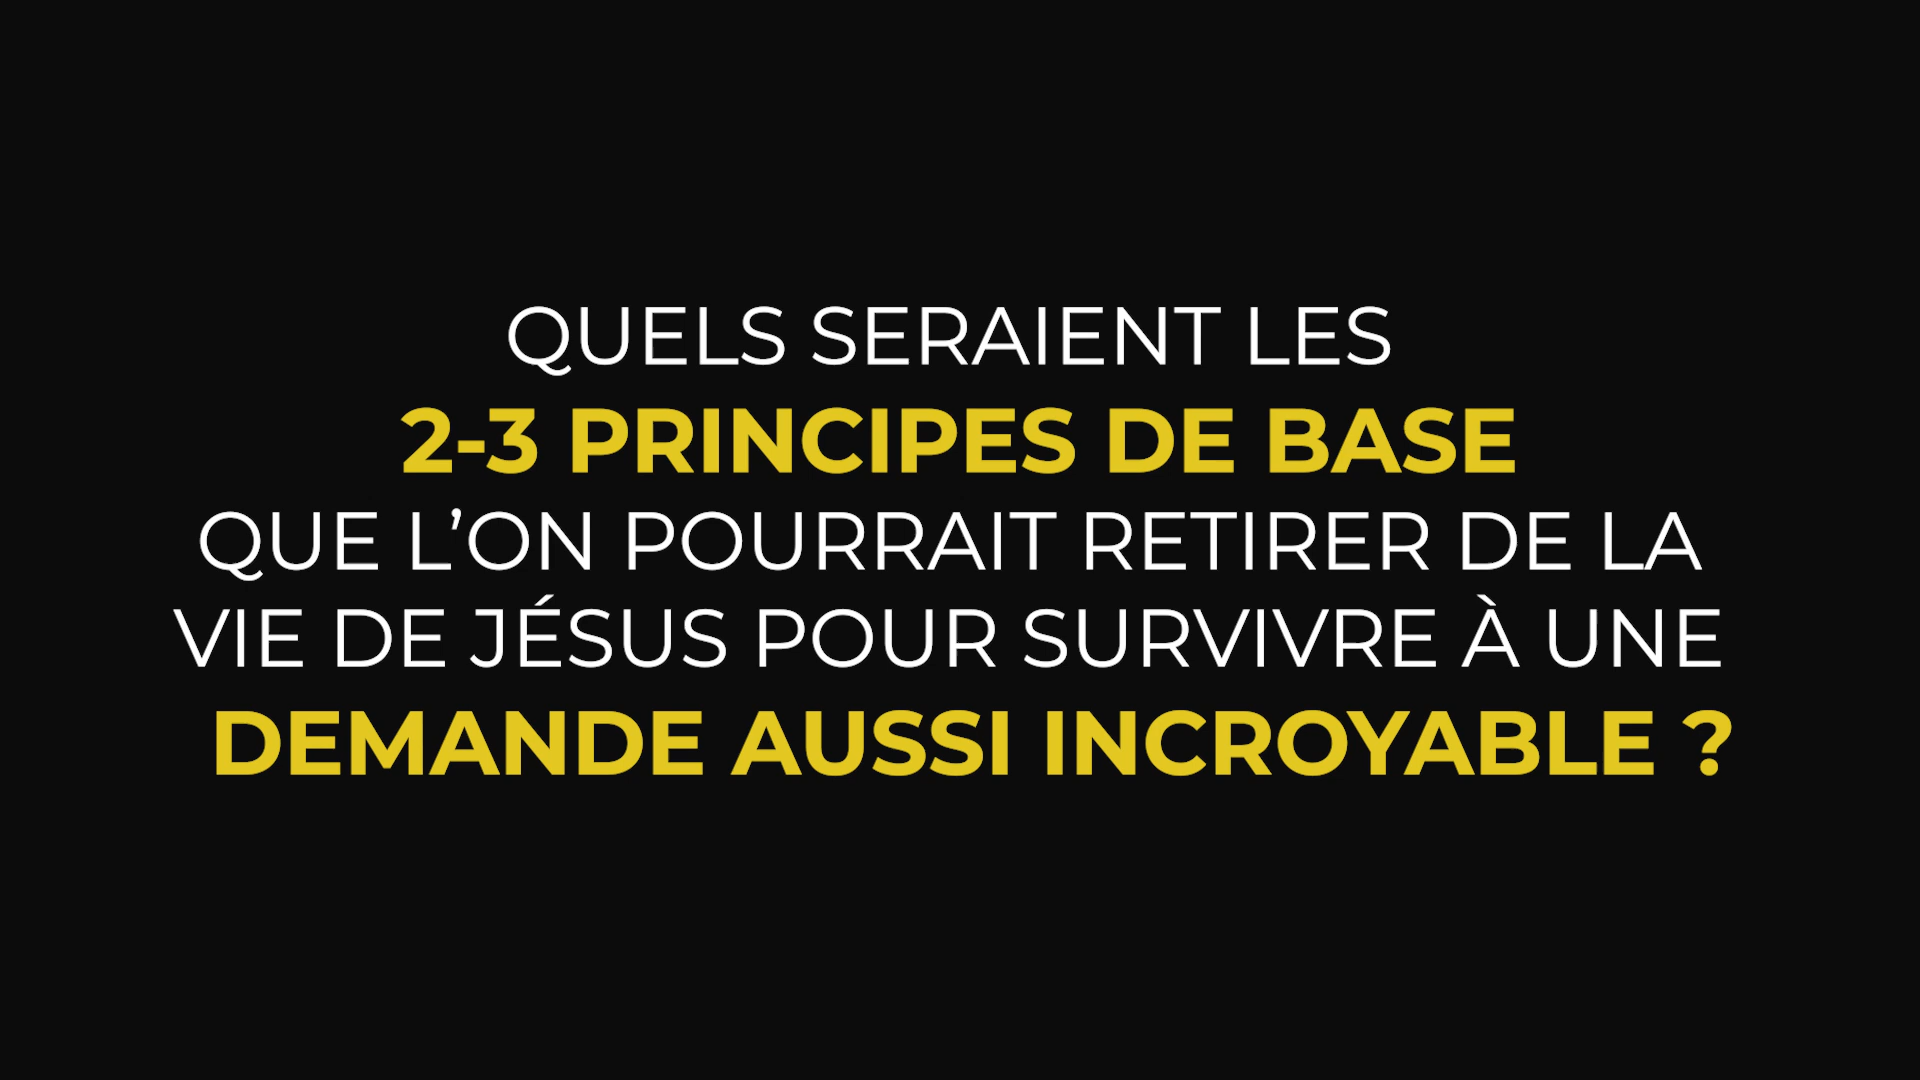 QUELS SERAIENT LES
2-3 PRINCIPES DE BASE
QUE L’ON POURRAIT RETIRER DE LA
VIE DE JÉSUS POUR SURVIVRE À UNE
DEMANDE AUSSI INCROYABLE ?